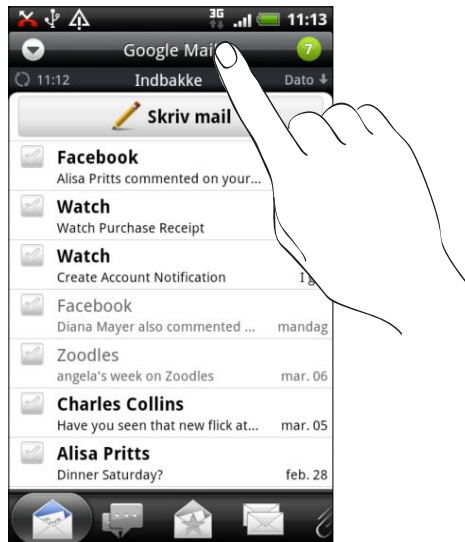 3G 11:13
Google Mai 7
11:12 Indbakke Dato
Skriv mail
Facebook
Alisa Pritts commented on your...
Watch
Watch Purchase Receipt
Watch
Create Account Notification I g
Facebook
Diana Mayer also commented ... mandag
Zoodles
angela's week on Zoodles mar. 06
Charles Collins
Have you seen that new flick at... mar. 05
Alisa Pritts
Dinner Saturday? feb. 28